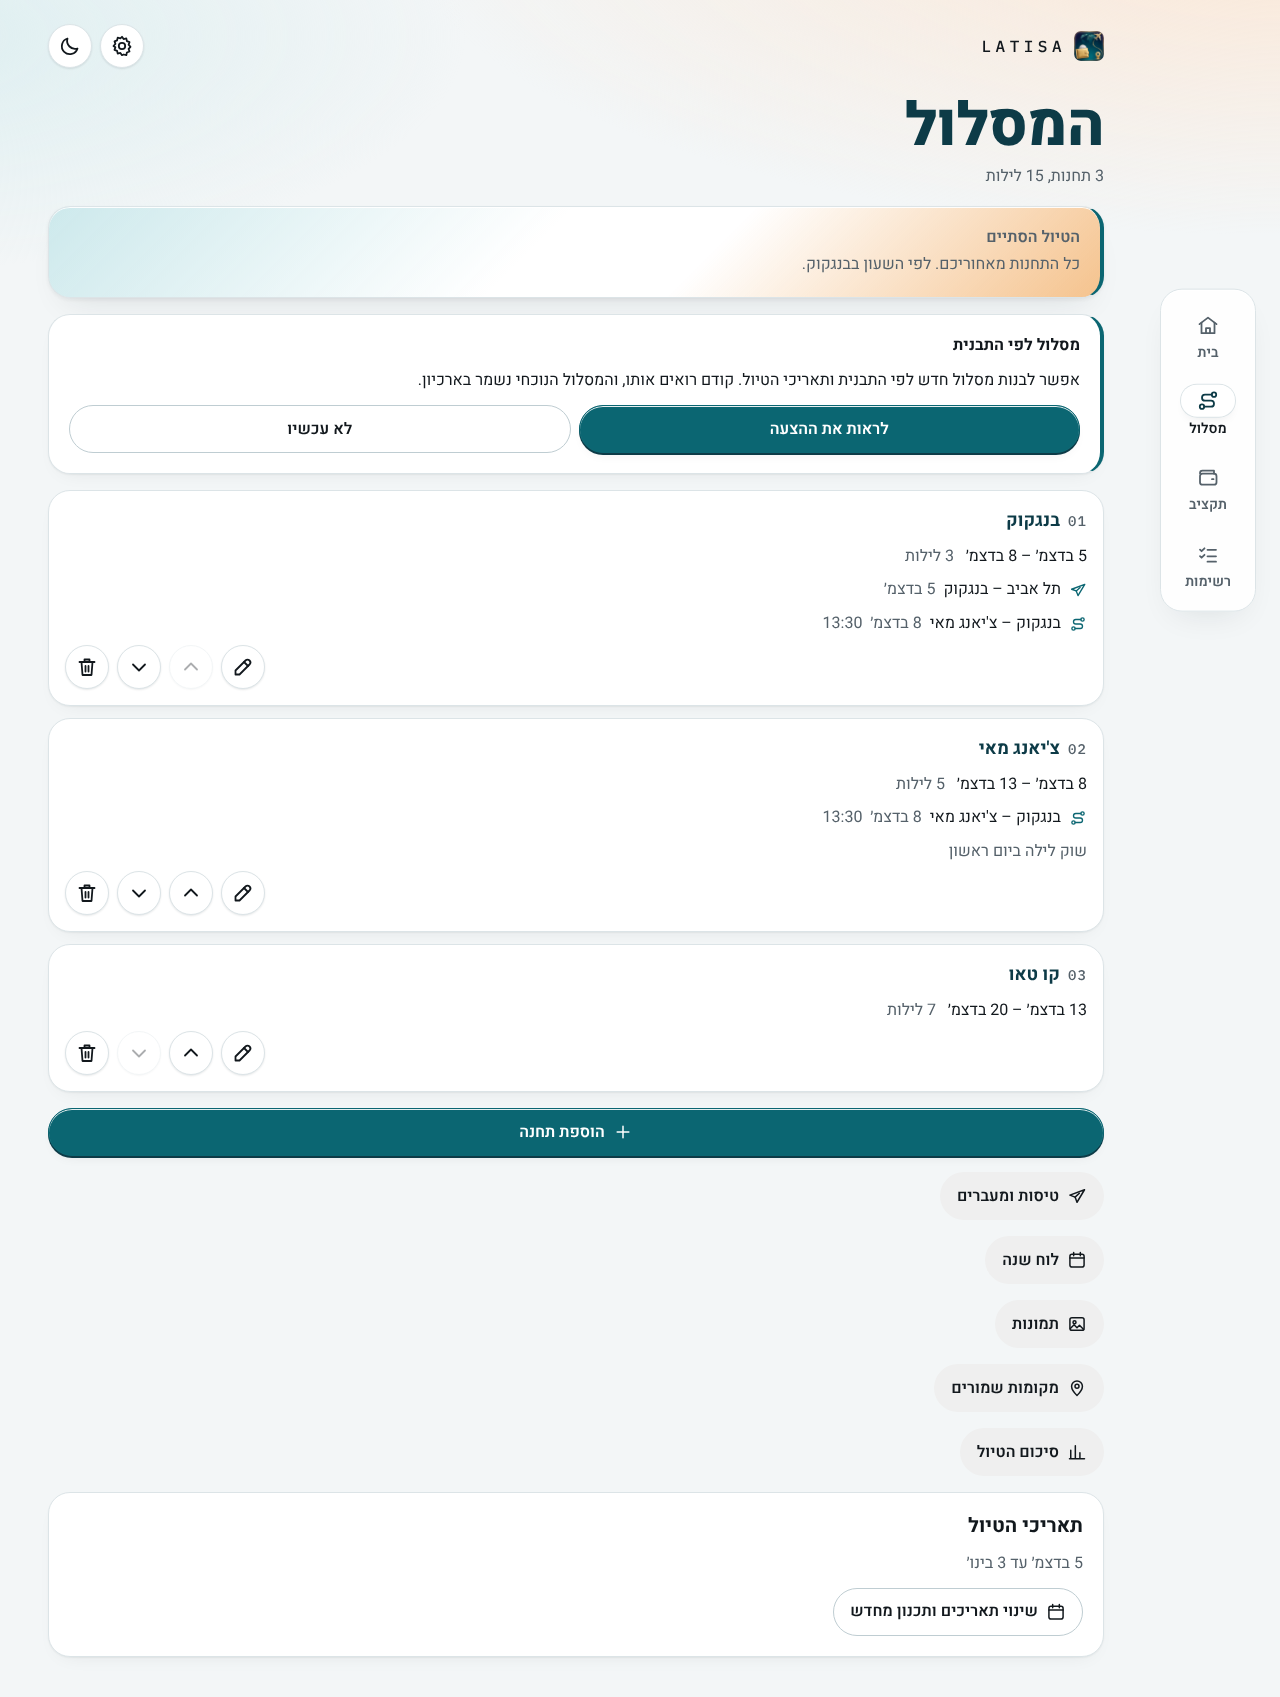 LATISA
המסלול
3 תחנות, 15 לילות
הטיול הסתיים
כל התחנות מאחוריכם. לפי השעון בבנגקוק.
מסלול לפי התבנית
אפשר לבנות מסלול חדש לפי התבנית ותאריכי הטיול. קודם רואים אותו, והמסלול הנוכחי נשמר בארכיון.
לראות את ההצעה
לא עכשיו
בית
מסלול
תקציב
רשימות
01 בנגקוק
5 בדצמ׳ – 8 בדצמ׳ 3 לילות
תל אביב – בנגקוק 5 בדצמ׳
בנגקוק – צ'יאנג מאי 8 בדצמ׳ 13:30
02 צ'יאנג מאי
8 בדצמ׳ – 13 בדצמ׳ 5 לילות
בנגקוק – צ'יאנג מאי 8 בדצמ׳ 13:30
שוק לילה ביום ראשון
03 קו טאו
13 בדצמ׳ – 20 בדצמ׳ 7 לילות
הוספת תחנה
טיסות ומעברים
לוח שנה
תמונות
מקומות שמורים
סיכום הטיול
תאריכי הטיול
5 בדצמ׳ עד 3 בינו׳
שינוי תאריכים ותכנון מחדש